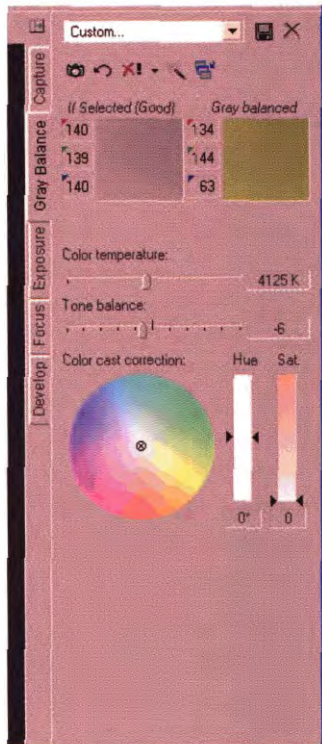 Custom...
Capture
Gray Balance
Exposure
Focus
Develop
If Selected (Good) Gray balanced
140 134
139 144
140 63
Color temperature:
4125 K
Tone balance:
-6
Color cast correction: Hue Sat.
0° 0